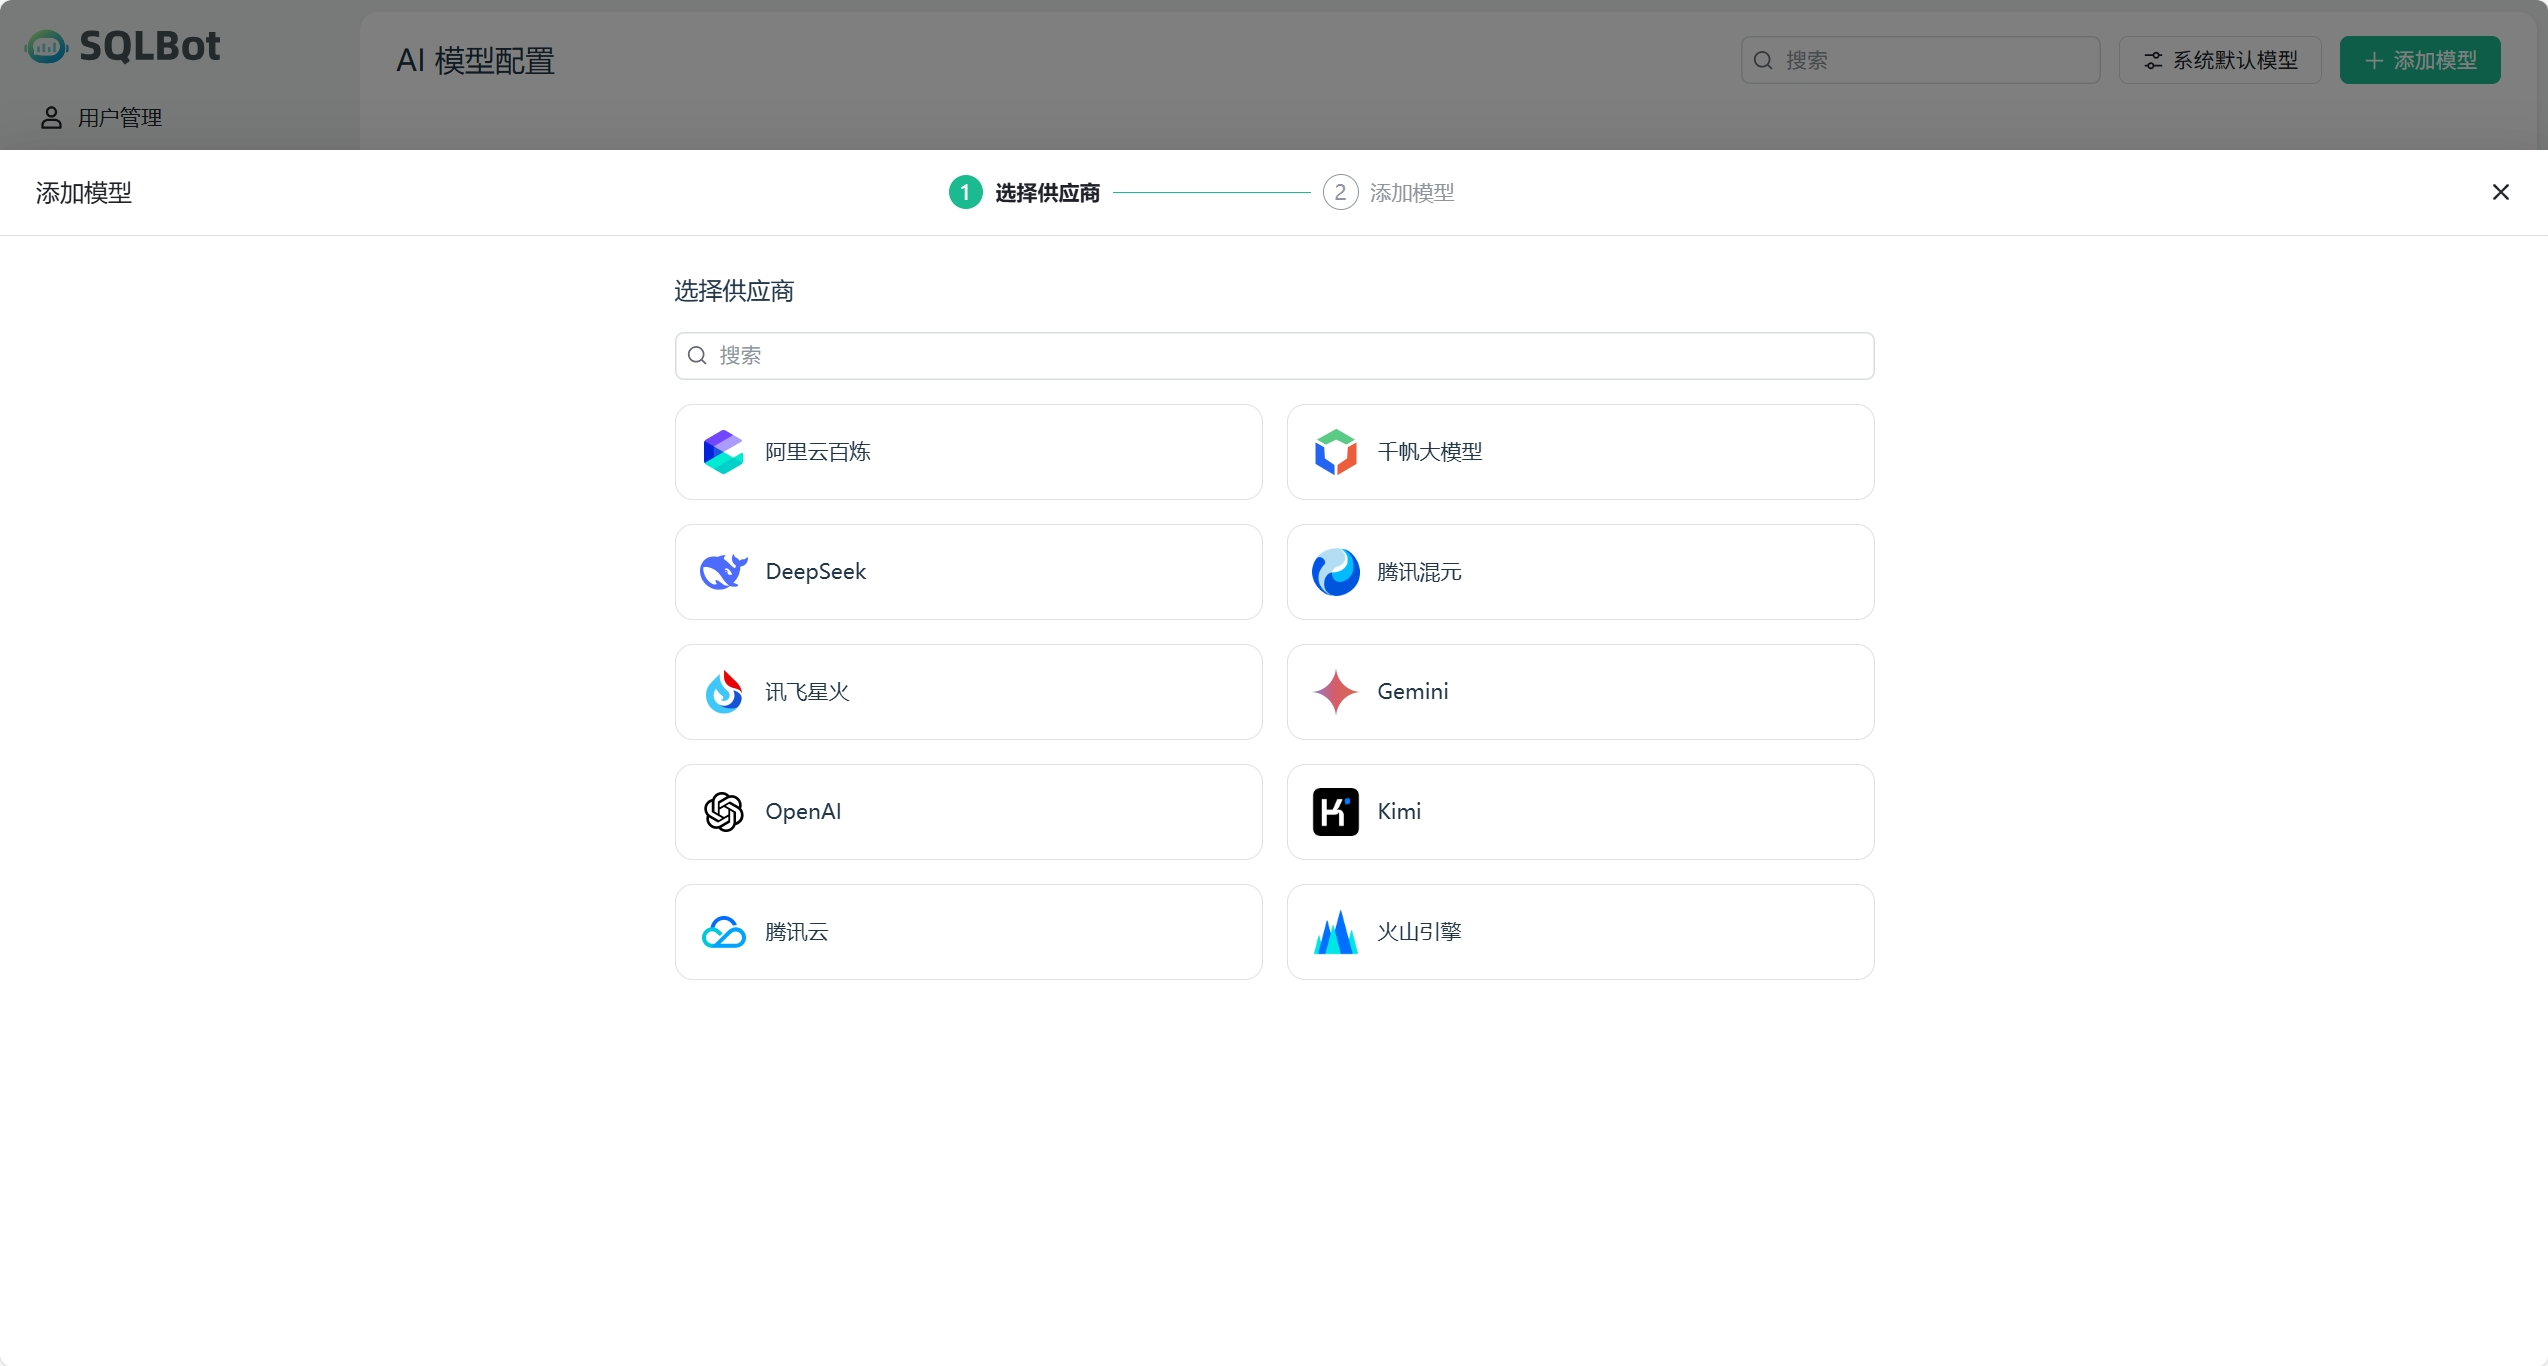 SQLBot
AI 模型配置
搜索
系统默认模型
添加模型
用户管理
添加模型
1 选择供应商
2 添加模型
选择供应商
搜索
阿里云百炼
千帆大模型
DeepSeek
腾讯混元
讯飞星火
Gemini
OpenAI
Kimi
腾讯云
火山引擎